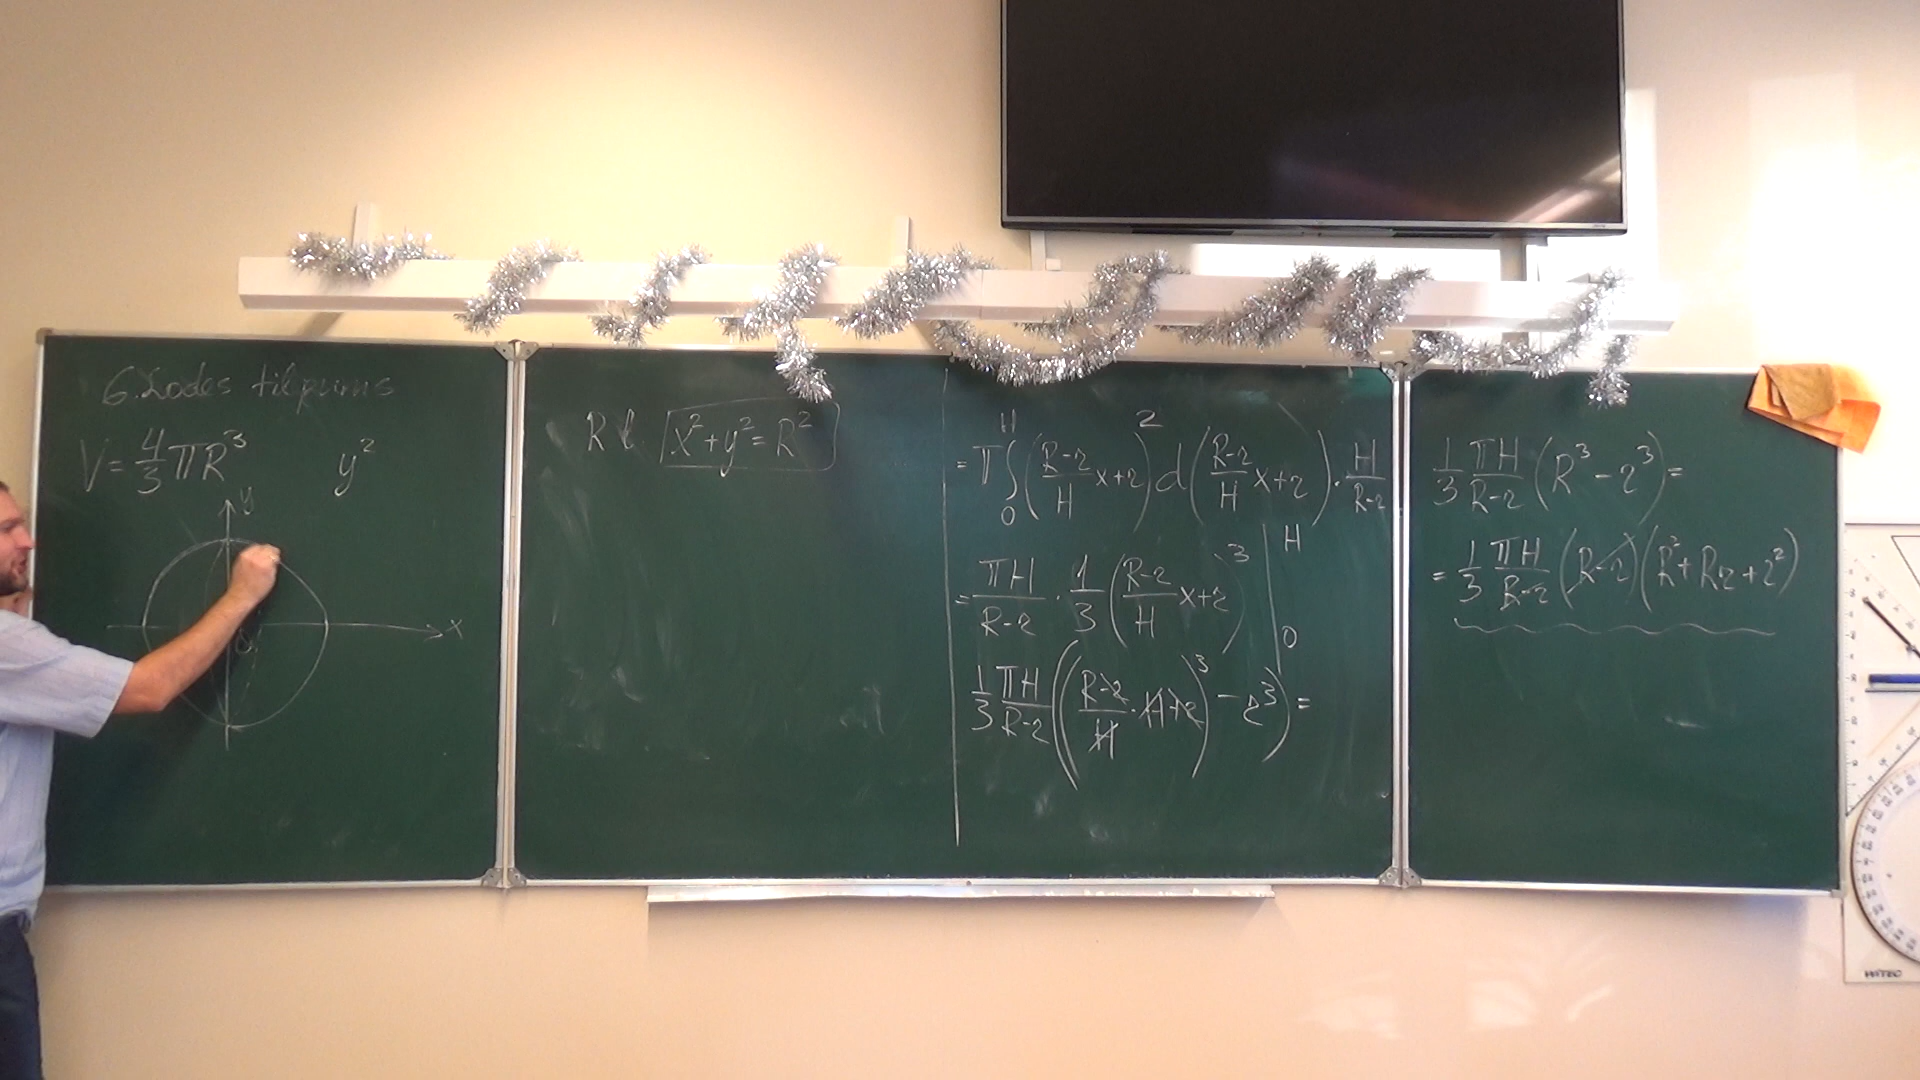 6. Lodes tilpums
V = 4/3 πR³ y²
y
x
R l. x² + y² = R²
= π ∫₀ᴴ ((R-r)/H x + r)² d((R-r)/H x + r) · H/(R-r)
= πH/(R-r) · 1/3 ((R-r)/H x + r)³ |₀ᴴ
1/3 πH/(R-r) (((R-r)/H · H + r)³ - r³) =
1/3 πH/(R-r) (R³ - r³) =
= 1/3 πH/(R-r) (R-r)(R² + Rr + r²)